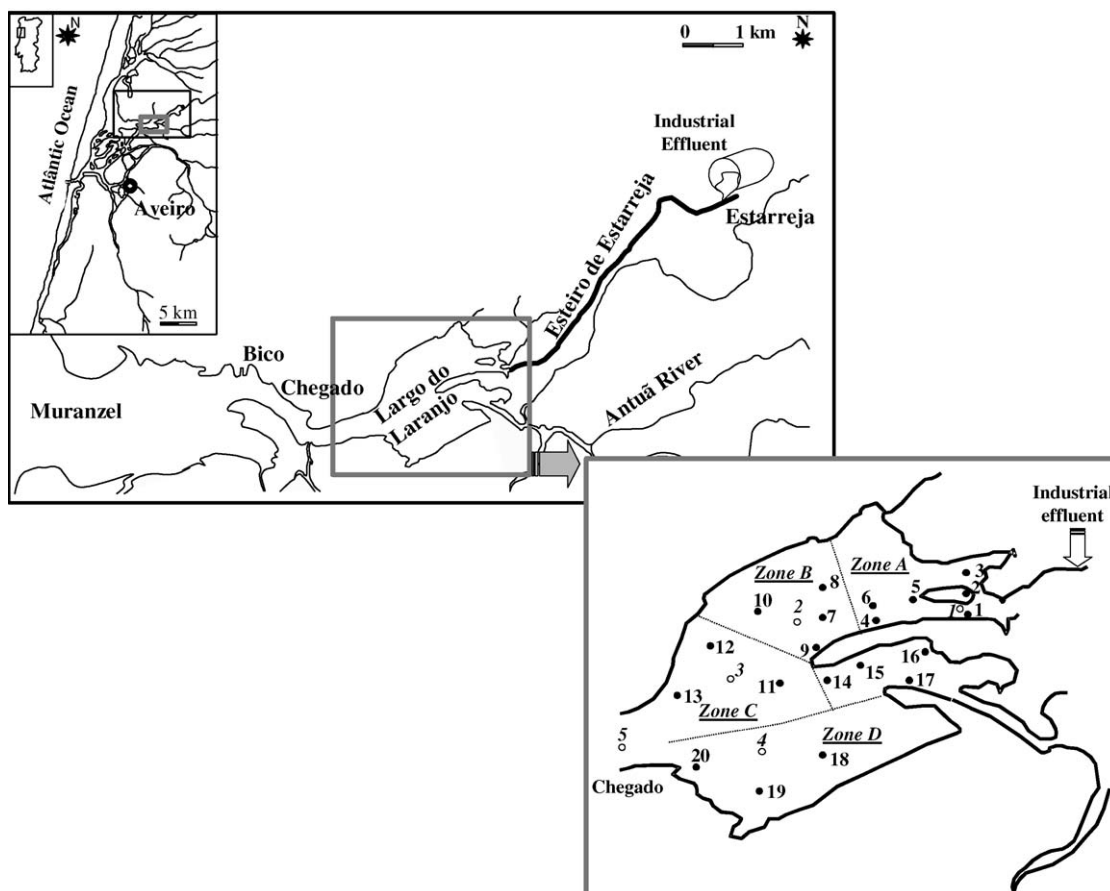 N
Atlântic Ocean
Aveiro
5 km
0 1 km
N
Industrial
Effluent
Estarreja
Esteiro de Estarreja
Bico
Chegado
Largo do
Laranjo
Muranzel
Antuã River
Industrial
effluent
Zone A
Zone B
3
8
2
5
6
10
2
1
1
7
4
12
9
16
15
3
11
14
17
13
Zone C
Zone D
5
4
18
20
Chegado
19